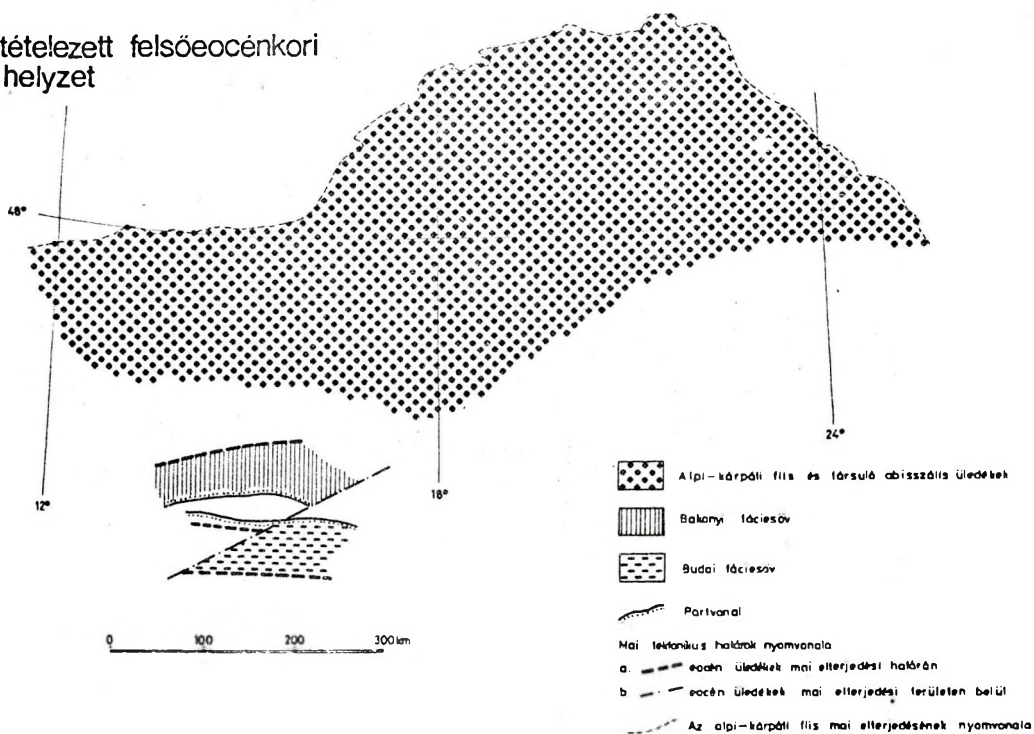 tételezett felsőeocénkori
helyzet
48°
12°
18°
24°
Alpi-kárpáti flis és társuló abisszális üledékek
Bakonyi fáciesöv
Budai fáciesöv
Partvonal
Mai tektonikus határok nyomvonala
a. eocén üledékek mai elterjedési határán
b eocén üledékek mai elterjedési területen belül
Az alpi-kárpáti flis mai elterjedésének nyomvonala
0 100 200 300 km